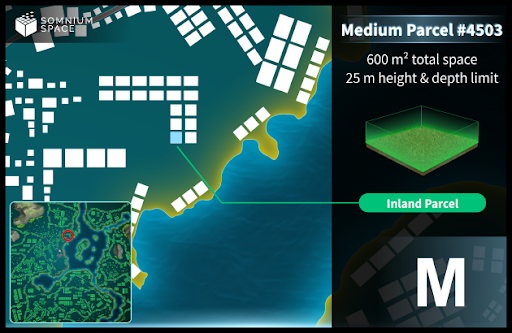 SOMNIUM
SPACE
Medium Parcel #4503
600 m² total space
25 m height & depth limit
Inland Parcel
M